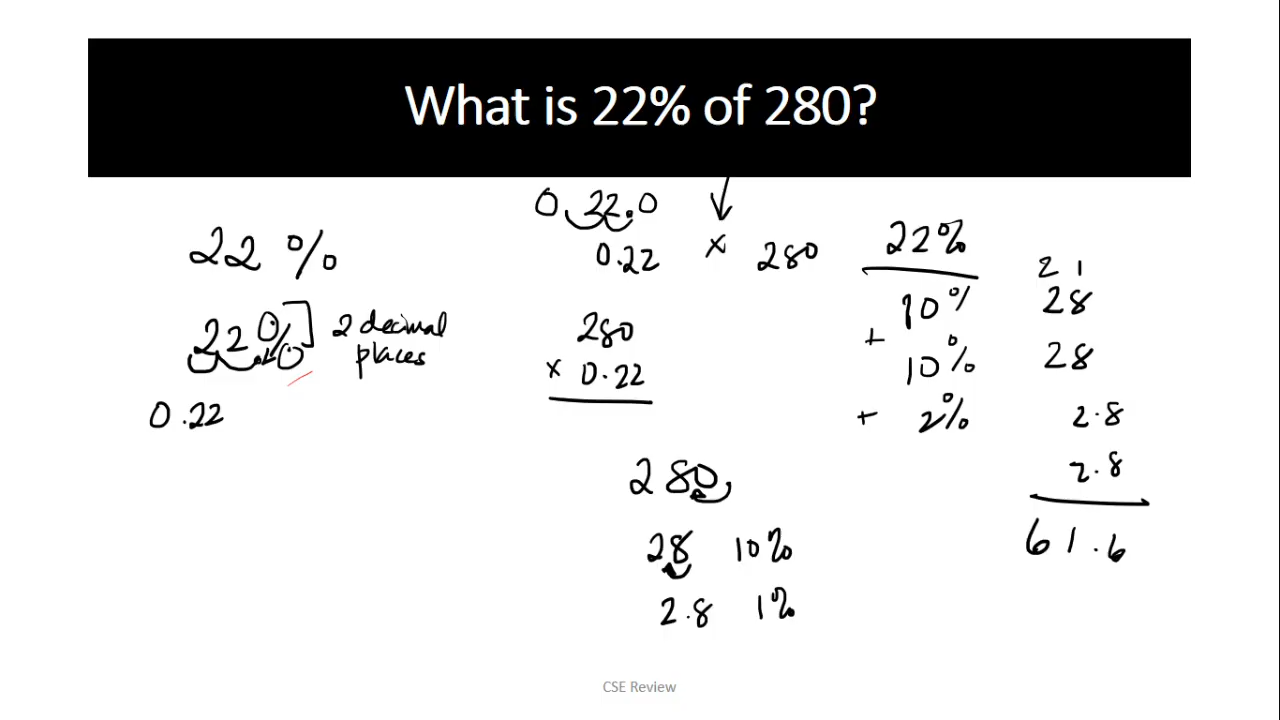 What is 22% of 280?
22 %
22% 2 decimal
places
0.22
0.22.0
0.22 × 280
280
× 0.22
280
28 10%
2.8 1%
22%
2 1
10% 28
+
10% 28
+ 2% 2.8
2.8
61.6
CSE Review